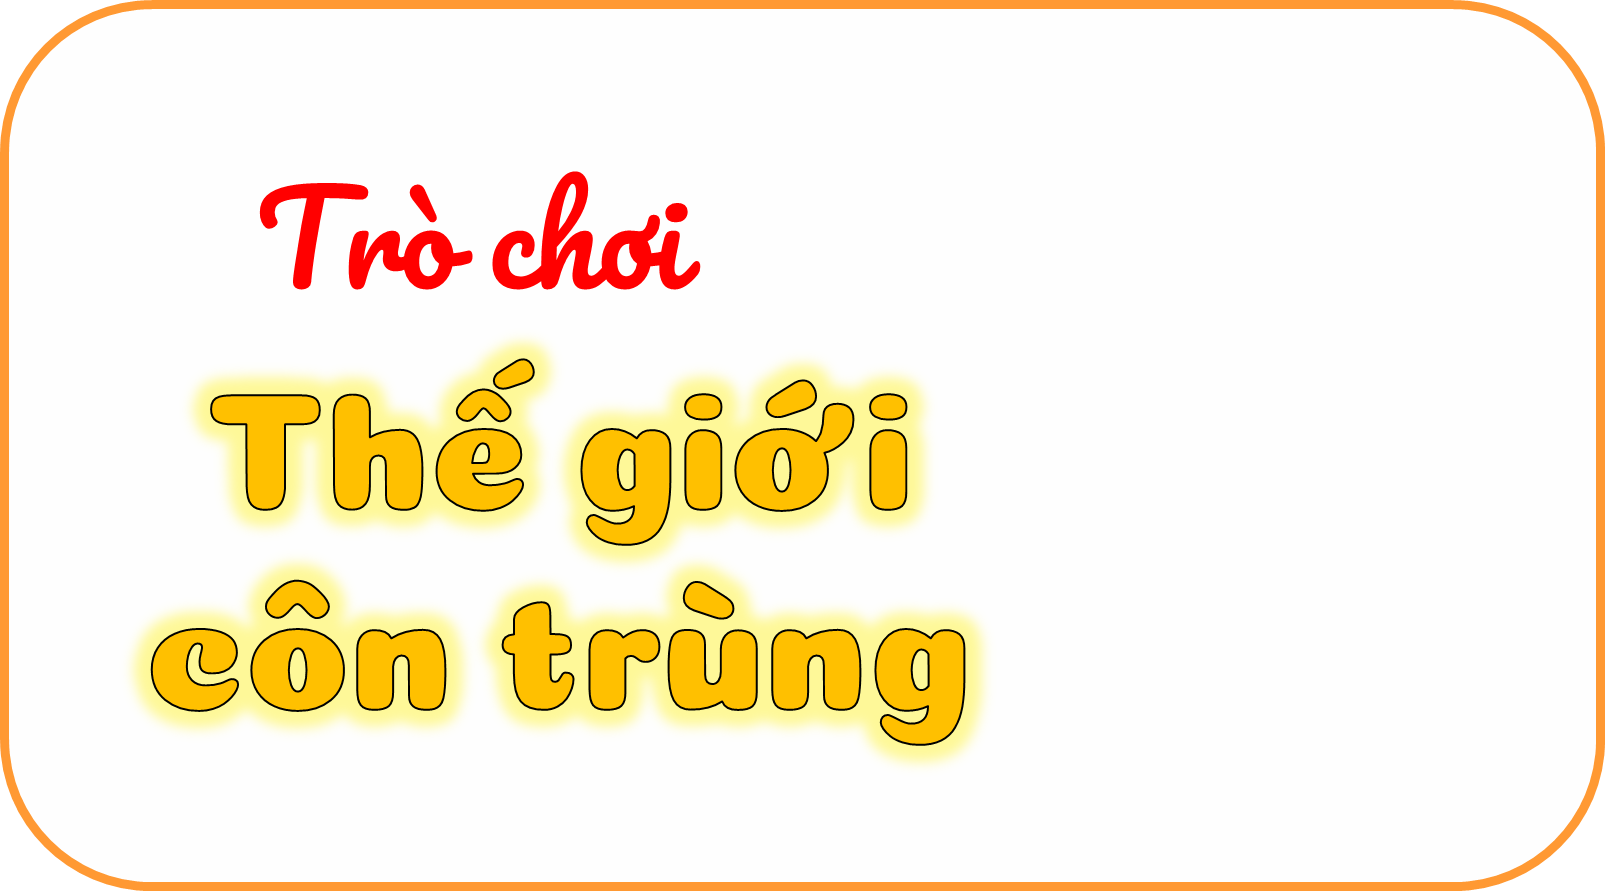 Trò chơi
Thế giới
côn trùng